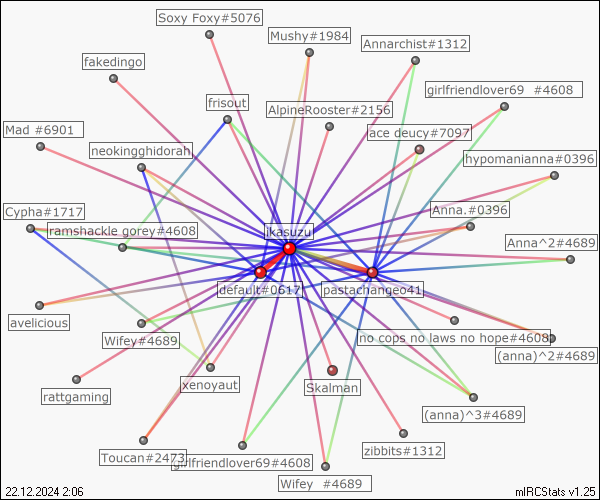 Soxy Foxy#5076
Mushy#1984
Annarchist#1312
fakedingo
girlfriendlover69 #4608
frisout
AlpineRooster#2156
Mad #6901
ace deucy#7097
neokingghidorah
hypomanianna#0396
Cypha#1717
Anna.#0396
ramshackle gorey#4608
ikasuzu
Anna^2#4689
default#0617
pastachangeo41
avelicious
Wifey#4689
no cops no laws no hope#4608
(anna)^2#4689
rattgaming
xenoyaut
Skalman
(anna)^3#4689
zibbits#1312
Toucan#2473
girlfriendlover69#4608
Wifey #4689
22.12.2024 2:06
mIRCStats v1.25